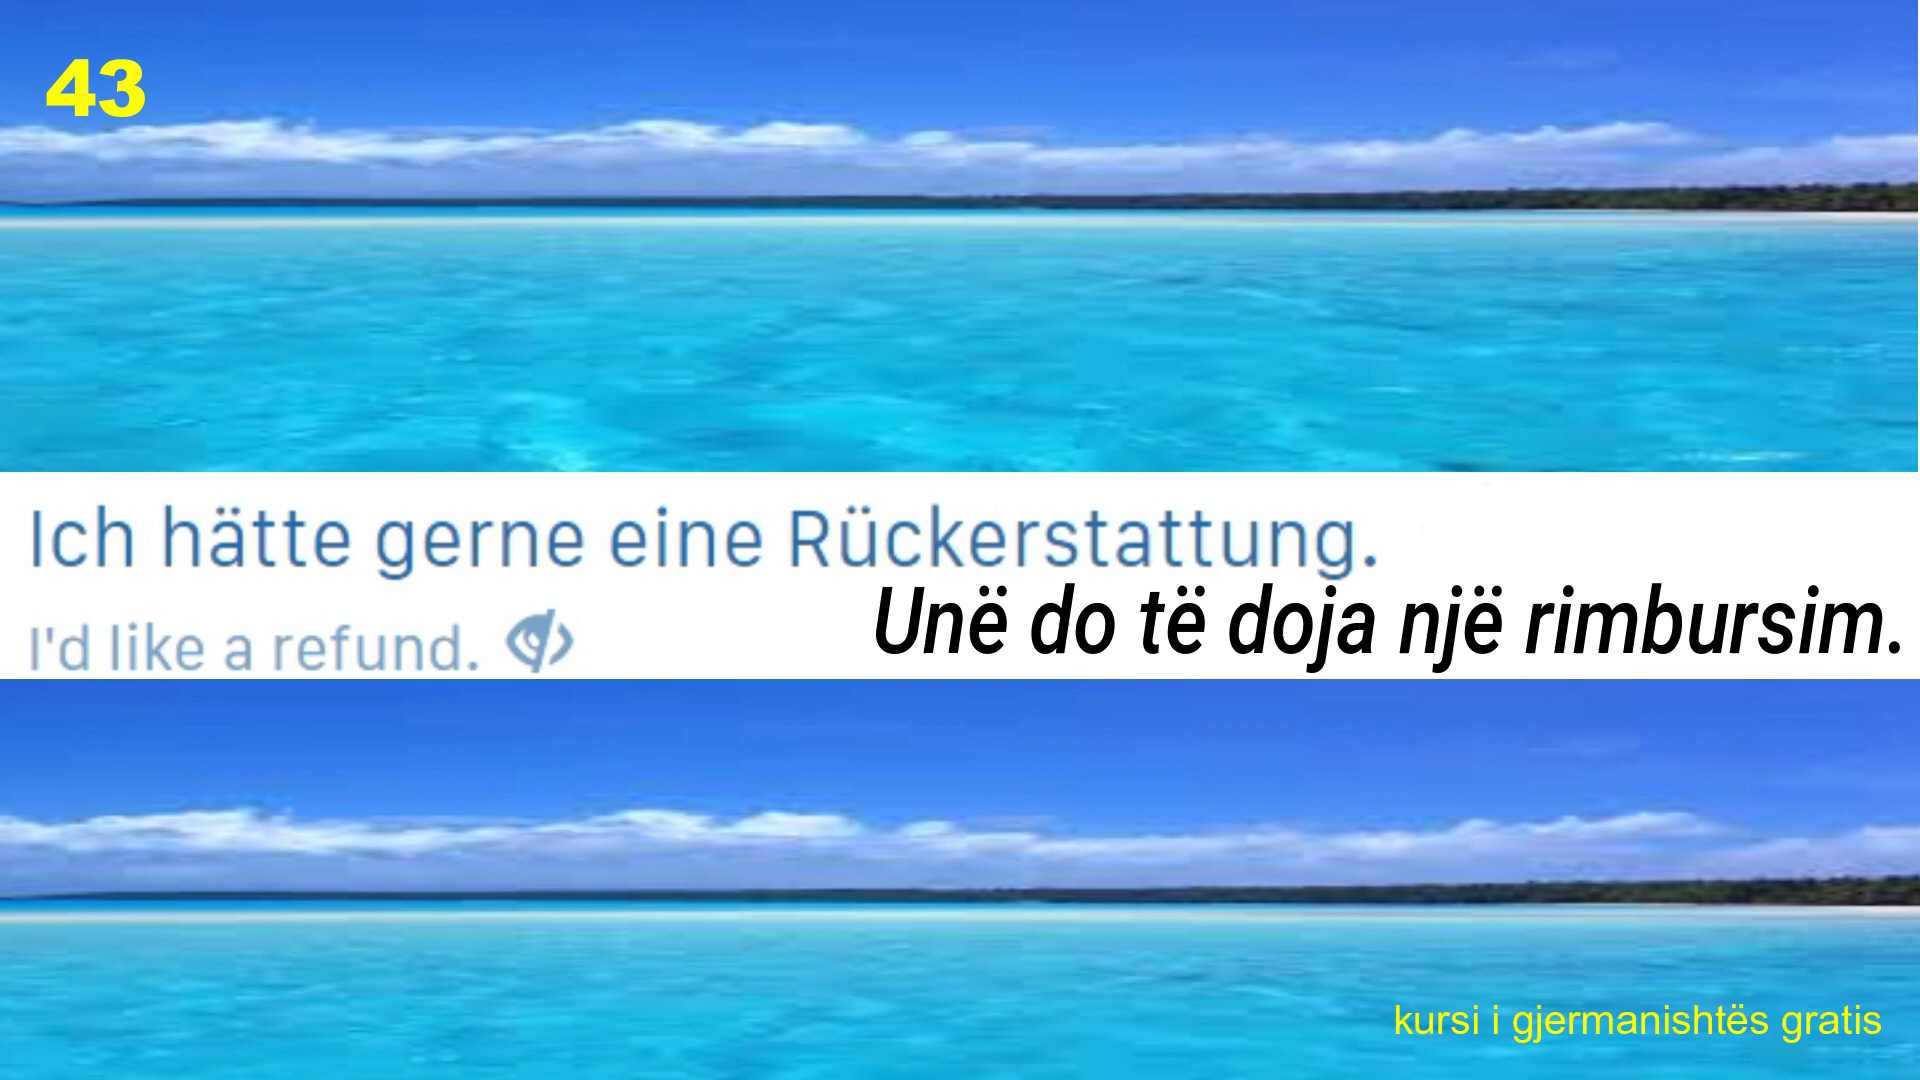 43
Ich hätte gerne eine Rückerstattung.
I'd like a refund.
Unë do të doja një rimbursim.
kursi i gjermanishtës gratis